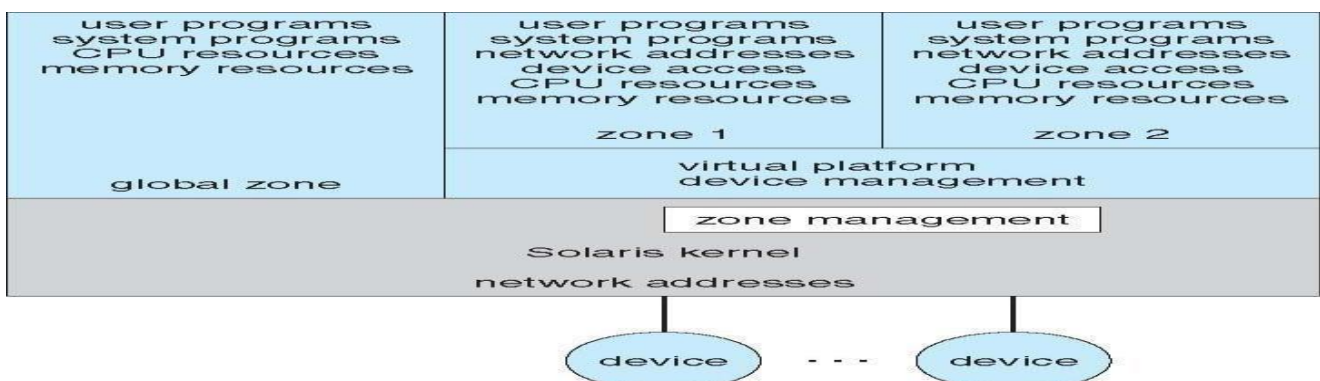 user programs
system programs
CPU resources
memory resources
global zone
user programs
system programs
network addresses
device access
CPU resources
memory resources
zone 1
user programs
system programs
network addresses
device access
CPU resources
memory resources
zone 2
virtual platform
device management
zone management
Solaris kernel
network addresses
device
...
device